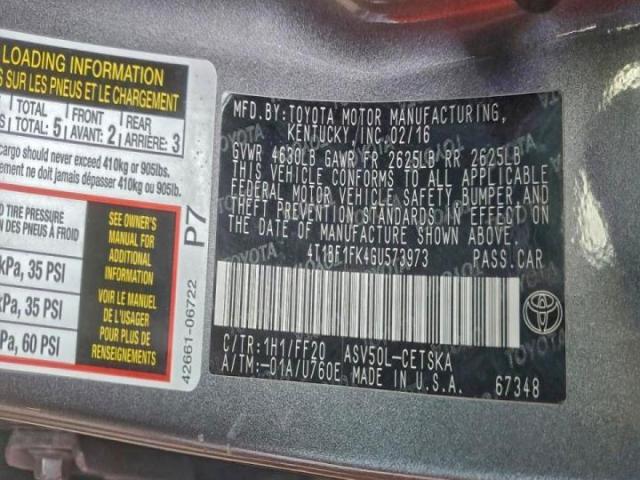 LOADING INFORMATION
SUR LES PNEUS ET LE CHARGEMENT
TOTAL FRONT REAR
TOTAL: 5 AVANT: 2 ARRIÈRE: 3
cargo should never exceed 410kg or 905lbs.
ne doit jamais dépasser 410 kg ou 905lb.
TIRE PRESSURE
DES PNEUS À FROID
kPa, 35 PSI
kPa, 35 PSI
kPa, 60 PSI
SEE OWNER'S
MANUAL FOR
ADDITIONAL
INFORMATION
VOIR LE MANUEL
DE L'USAGER
POUR PLUS DE
RENSEIGNEMENTS
P7
42661-06722
MFD.BY:TOYOTA MOTOR MANUFACTURING,
KENTUCKY,INC.02/16
GVWR 4630LB GAWR FR 2625LB RR 2625LB
THIS VEHICLE CONFORMS TO ALL APPLICABLE
FEDERAL MOTOR VEHICLE SAFETY,BUMPER,AND
THEFT PREVENTION STANDARDS IN EFFECT ON
THE DATE OF MANUFACTURE SHOWN ABOVE.
4T1BF1FK4GU573973 PASS.CAR
TOYOTA
C/TR:1H1/FF20 ASV50L-CETSKA
A/TM:-01A/U760E MADE IN U.S.A. 67348